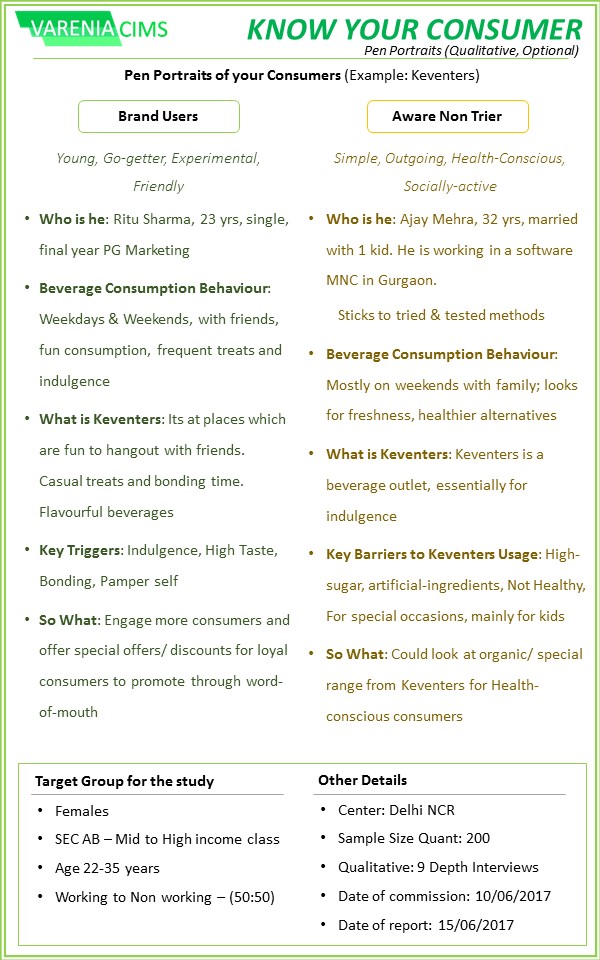 VARENIA CIMS
KNOW YOUR CONSUMER
Pen Portraits (Qualitative, Optional)
Pen Portraits of your Consumers (Example: Keventers)
Brand Users
Young, Go-getter, Experimental,
Friendly
• Who is he: Ritu Sharma, 23 yrs, single,
final year PG Marketing
• Beverage Consumption Behaviour:
Weekdays & Weekends, with friends,
fun consumption, frequent treats and
indulgence
• What is Keventers: Its at places which
are fun to hangout with friends.
Casual treats and bonding time.
Flavourful beverages
• Key Triggers: Indulgence, High Taste,
Bonding, Pamper self
• So What: Engage more consumers and
offer special offers/ discounts for loyal
consumers to promote through word-
of-mouth
Aware Non Trier
Simple, Outgoing, Health-Conscious,
Socially-active
• Who is he: Ajay Mehra, 32 yrs, married
with 1 kid. He is working in a software
MNC in Gurgaon.
Sticks to tried & tested methods
• Beverage Consumption Behaviour:
Mostly on weekends with family; looks
for freshness, healthier alternatives
• What is Keventers: Keventers is a
beverage outlet, essentially for
indulgence
• Key Barriers to Keventers Usage: High-
sugar, artificial-ingredients, Not Healthy,
For special occasions, mainly for kids
• So What: Could look at organic/ special
range from Keventers for Health-
conscious consumers
Target Group for the study
• Females
• SEC AB – Mid to High income class
• Age 22-35 years
• Working to Non working – (50:50)
Other Details
• Center: Delhi NCR
• Sample Size Quant: 200
• Qualitative: 9 Depth Interviews
• Date of commission: 10/06/2017
• Date of report: 15/06/2017